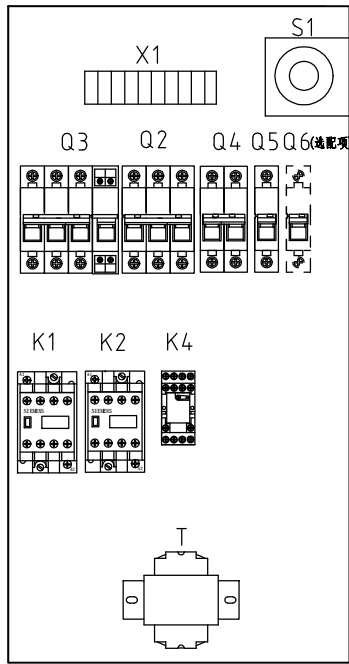 S1
X1
Q3 Q2 Q4 Q5 Q6(选配项
K1 K2 K4
SIEMENS SIEMENS
T